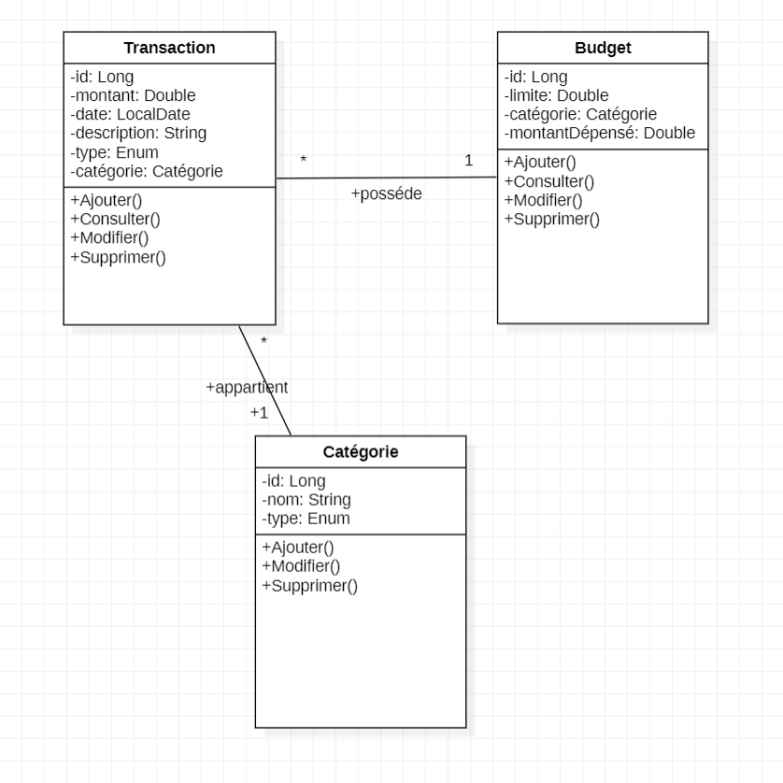 Transaction
-id: Long
-montant: Double
-date: LocalDate
-description: String
-type: Enum
-catégorie: Catégorie
+Ajouter()
+Consulter()
+Modifier()
+Supprimer()
*
1
+posséde
Budget
-id: Long
-limite: Double
-catégorie: Catégorie
-montantDépensé: Double
+Ajouter()
+Consulter()
+Modifier()
+Supprimer()
*
+appartient
+1
Catégorie
-id: Long
-nom: String
-type: Enum
+Ajouter()
+Modifier()
+Supprimer()